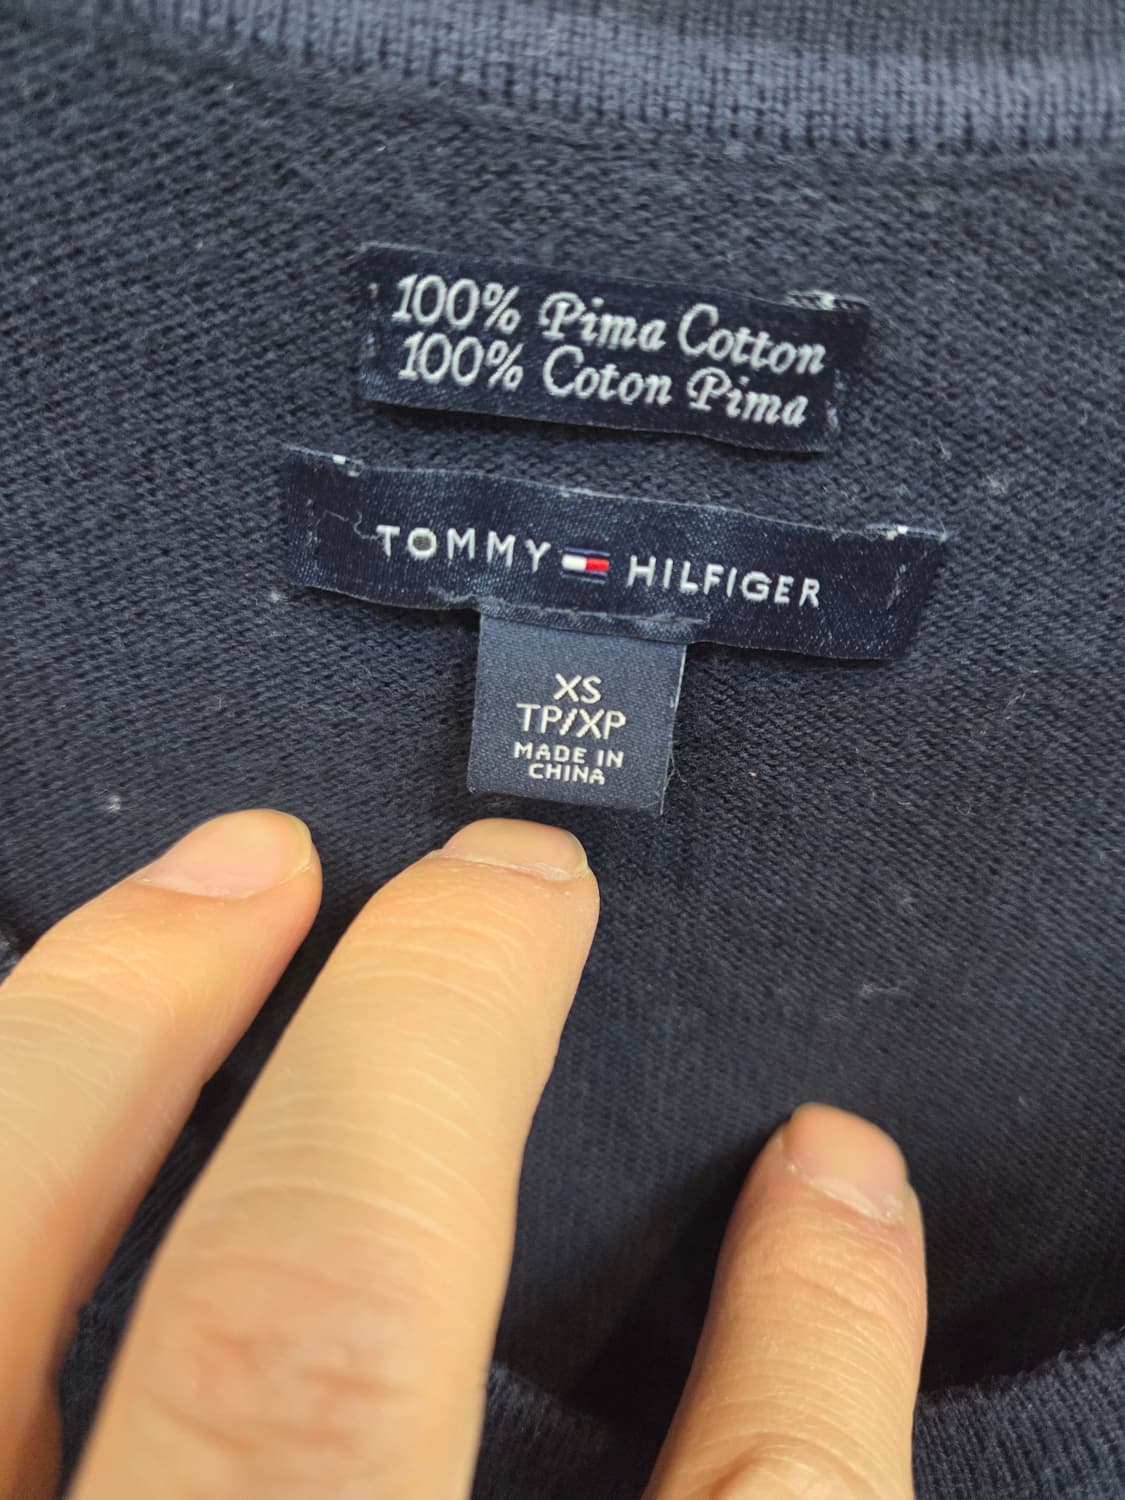 100% Pima Cotton
100% Coton Pima
TOMMY HILFIGER
XS
TP/XP
MADE IN
CHINA